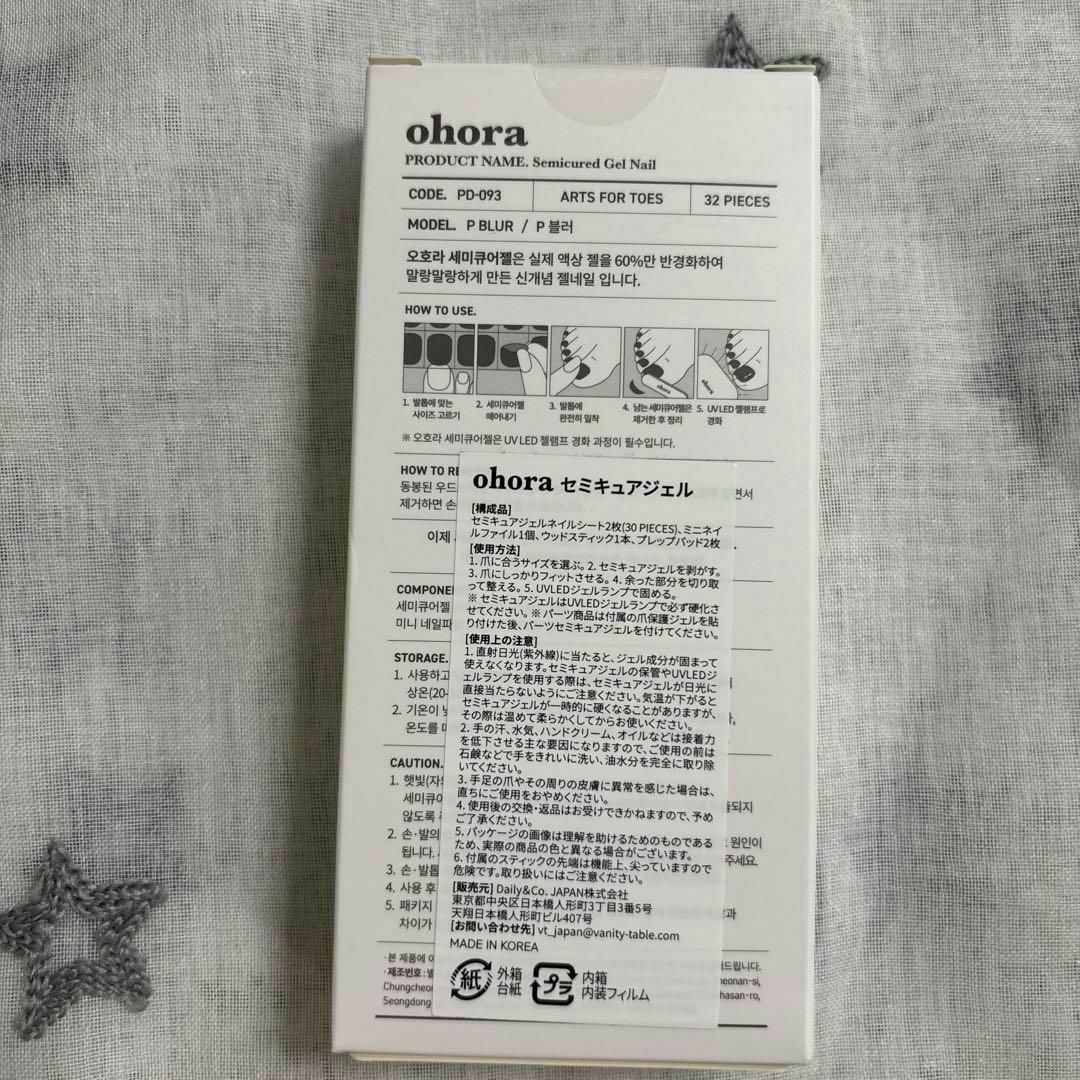 ohora
PRODUCT NAME. Semicured Gel Nail
CODE. PD-093 ARTS FOR TOES 32 PIECES
MODEL. P BLUR / P 블러
오호라 세미큐어젤은 실제 액상 젤을 60%만 반경화하여
말랑말랑하게 만든 신개념 젤네일 입니다.
HOW TO USE.
1. 발톱에 맞는
사이즈 고르기
2. 세미큐어젤
떼어내기
3. 발톱에
완전히 밀착
4. 남는 세미큐어젤은
제거한 후 정리
5. UV LED 젤램프로
경화
※ 오호라 세미큐어젤은 UV LED 젤램프 경화 과정이 필수입니다.
HOW TO RE
동봉된 우드
면서
제거하면 손
이제
COMPONE
세미큐어젤
미니 네일파
STORAGE.
1. 사용하고
상온(20-
2. 기온이 낮
온도를
CAUTION.
1. 햇빛(자외
세미큐어
출되지
않도록
2. 손·발의
원인이
됩니다.
주세요.
3. 손·발톱
4. 사용 후
5. 패키지
차이가
·본 제품에 이
드립니다.
·제조번호 :
eonan-si,
Chungcheon
hasan-ro,
Seongdong
ohora セミキュアジェル
[構成品]
セミキュアジェルネイルシート2枚(30 PIECES)、ミニネイ
ルファイル1個、ウッドスティック1本、プレップパッド2枚
[使用方法]
1. 爪に合うサイズを選ぶ。2. セミキュアジェルを剥がす。
3. 爪にしっかりフィットさせる。4. 余った部分を切り取
って整える。5. UVLEDジェルランプで固める。
※ セミキュアジェルはUVLEDジェルランプで必ず硬化さ
せてください。※ パーツ商品は付属の爪保護ジェルを貼
り付けた後、パーツセミキュアジェルを付けてください。
[使用上の注意]
1. 直射日光(紫外線)に当たると、ジェル成分が固まって
使えなくなります。セミキュアジェルの保管やUVLEDジ
ェルランプを使用する際は、セミキュアジェルが日光に
直接当たらないようにご注意ください。気温が下がると
セミキュアジェルが一時的に硬くなることがありますが、
その際は温めて柔らかくしてからお使いください。
2. 手の汗、水気、ハンドクリーム、オイルなどは接着力
を低下させる主な要因になりますので、ご使用の前は
石鹸などで手をきれいに洗い、油水分を完全に取り除
いてください。
3. 手足の爪やその周りの皮膚に異常を感じた場合は、
直ちにご使用をおやめください。
4. 使用後の交換・返品はお受けできかねますので、予め
ご了承ください。
5. パッケージの画像は理解を助けるためのものである
ため、実際の商品の色と異なる場合がございます。
6. 付属のスティックの先端は機能上、尖っていますので
危険です。取り扱いにはご注意ください。
[販売元] Daily&Co. JAPAN株式会社
東京都中央区日本橋人形町3丁目3番5号
天翔日本橋人形町ビル407号
[お問い合わせ先] vt_japan@vanity-table.com
MADE IN KOREA
紙 外箱
台紙
プラ 内箱
内装フィルム